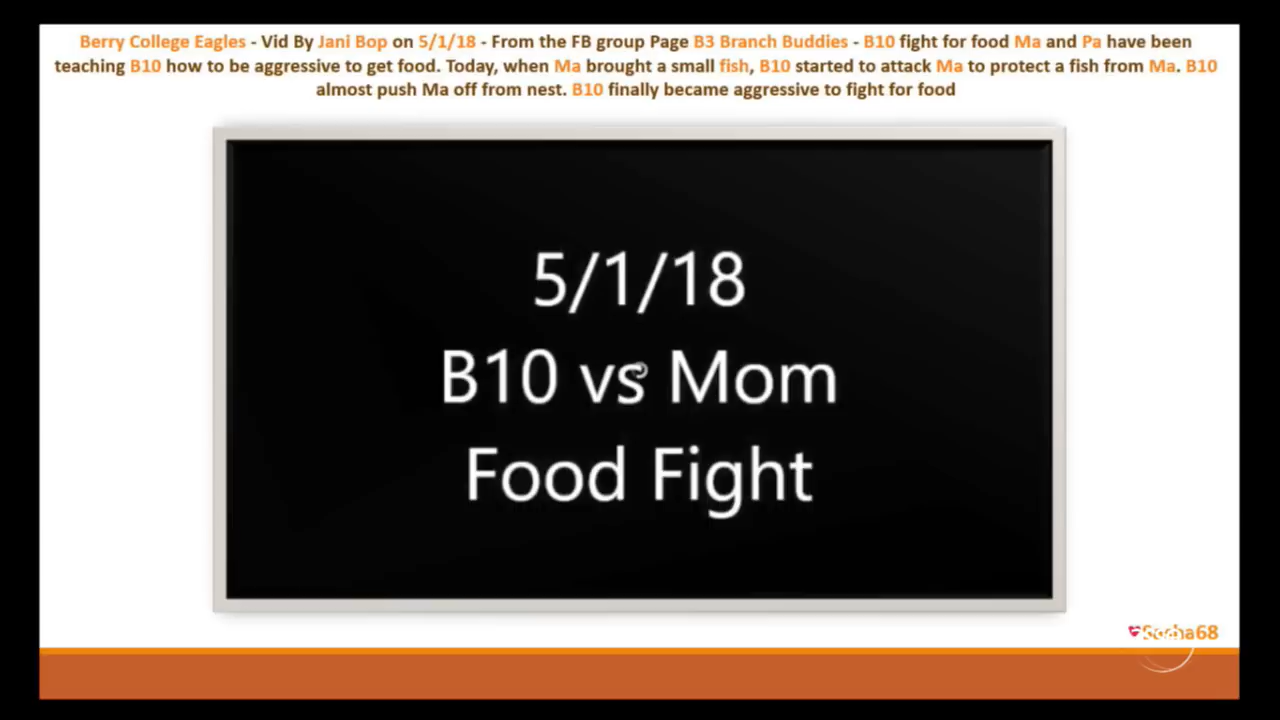 Berry College Eagles - Vid By Jani Bop on 5/1/18 - From the FB group Page B3 Branch Buddies - B10 fight for food Ma and Pa have been
teaching B10 how to be aggressive to get food. Today, when Ma brought a small fish, B10 started to attack Ma to protect a fish from Ma. B10
almost push Ma off from nest. B10 finally became aggressive to fight for food
5/1/18
B10 vs Mom
Food Fight